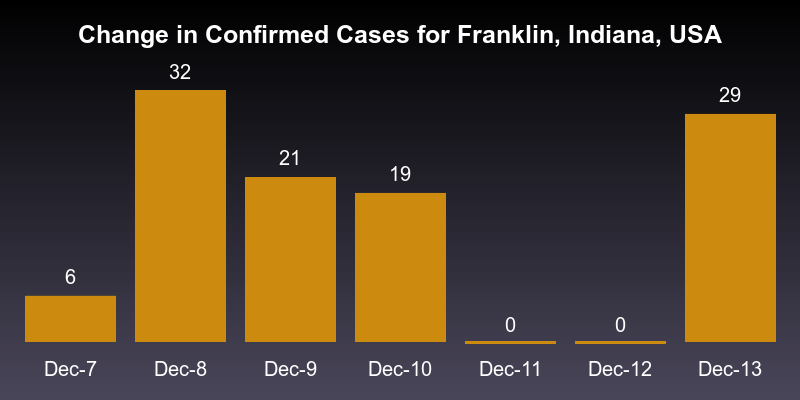 Change in Confirmed Cases for Franklin, Indiana, USA
32
29
21
19
6
0
0
Dec-7
Dec-8
Dec-9
Dec-10
Dec-11
Dec-12
Dec-13